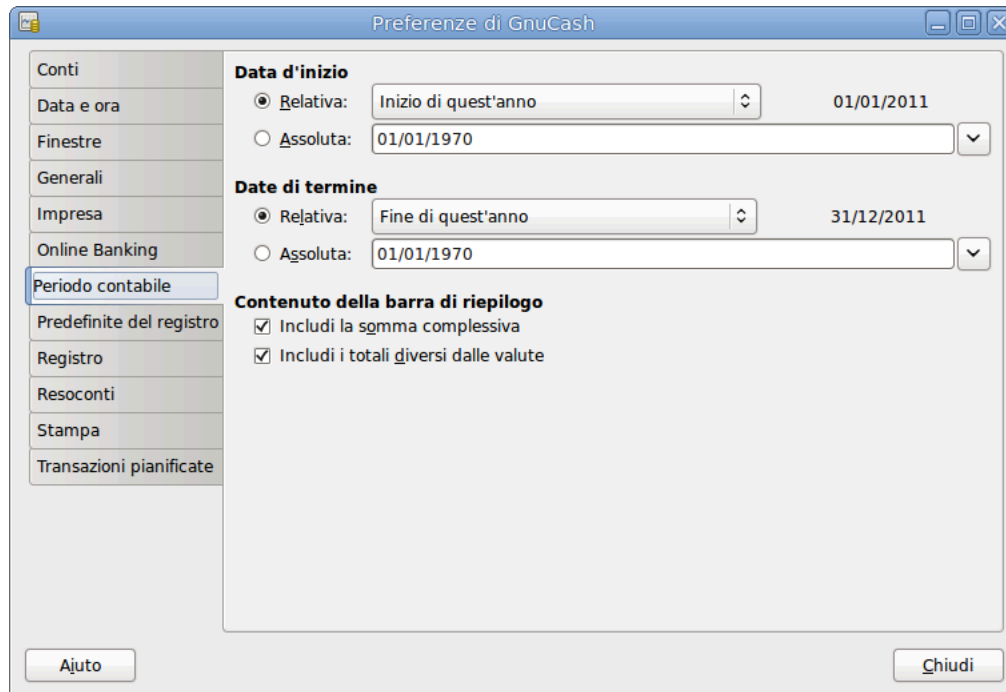 Preferenze di GnuCash
Conti
Data e ora
Finestre
Generali
Impresa
Online Banking
Periodo contabile
Predefinite del registro
Registro
Resoconti
Stampa
Transazioni pianificate
Data d'inizio
Relativa: Inizio di quest'anno 01/01/2011
Assoluta: 01/01/1970
Date di termine
Relativa: Fine di quest'anno 31/12/2011
Assoluta: 01/01/1970
Contenuto della barra di riepilogo
Includi la somma complessiva
Includi i totali diversi dalle valute
Aiuto
Chiudi